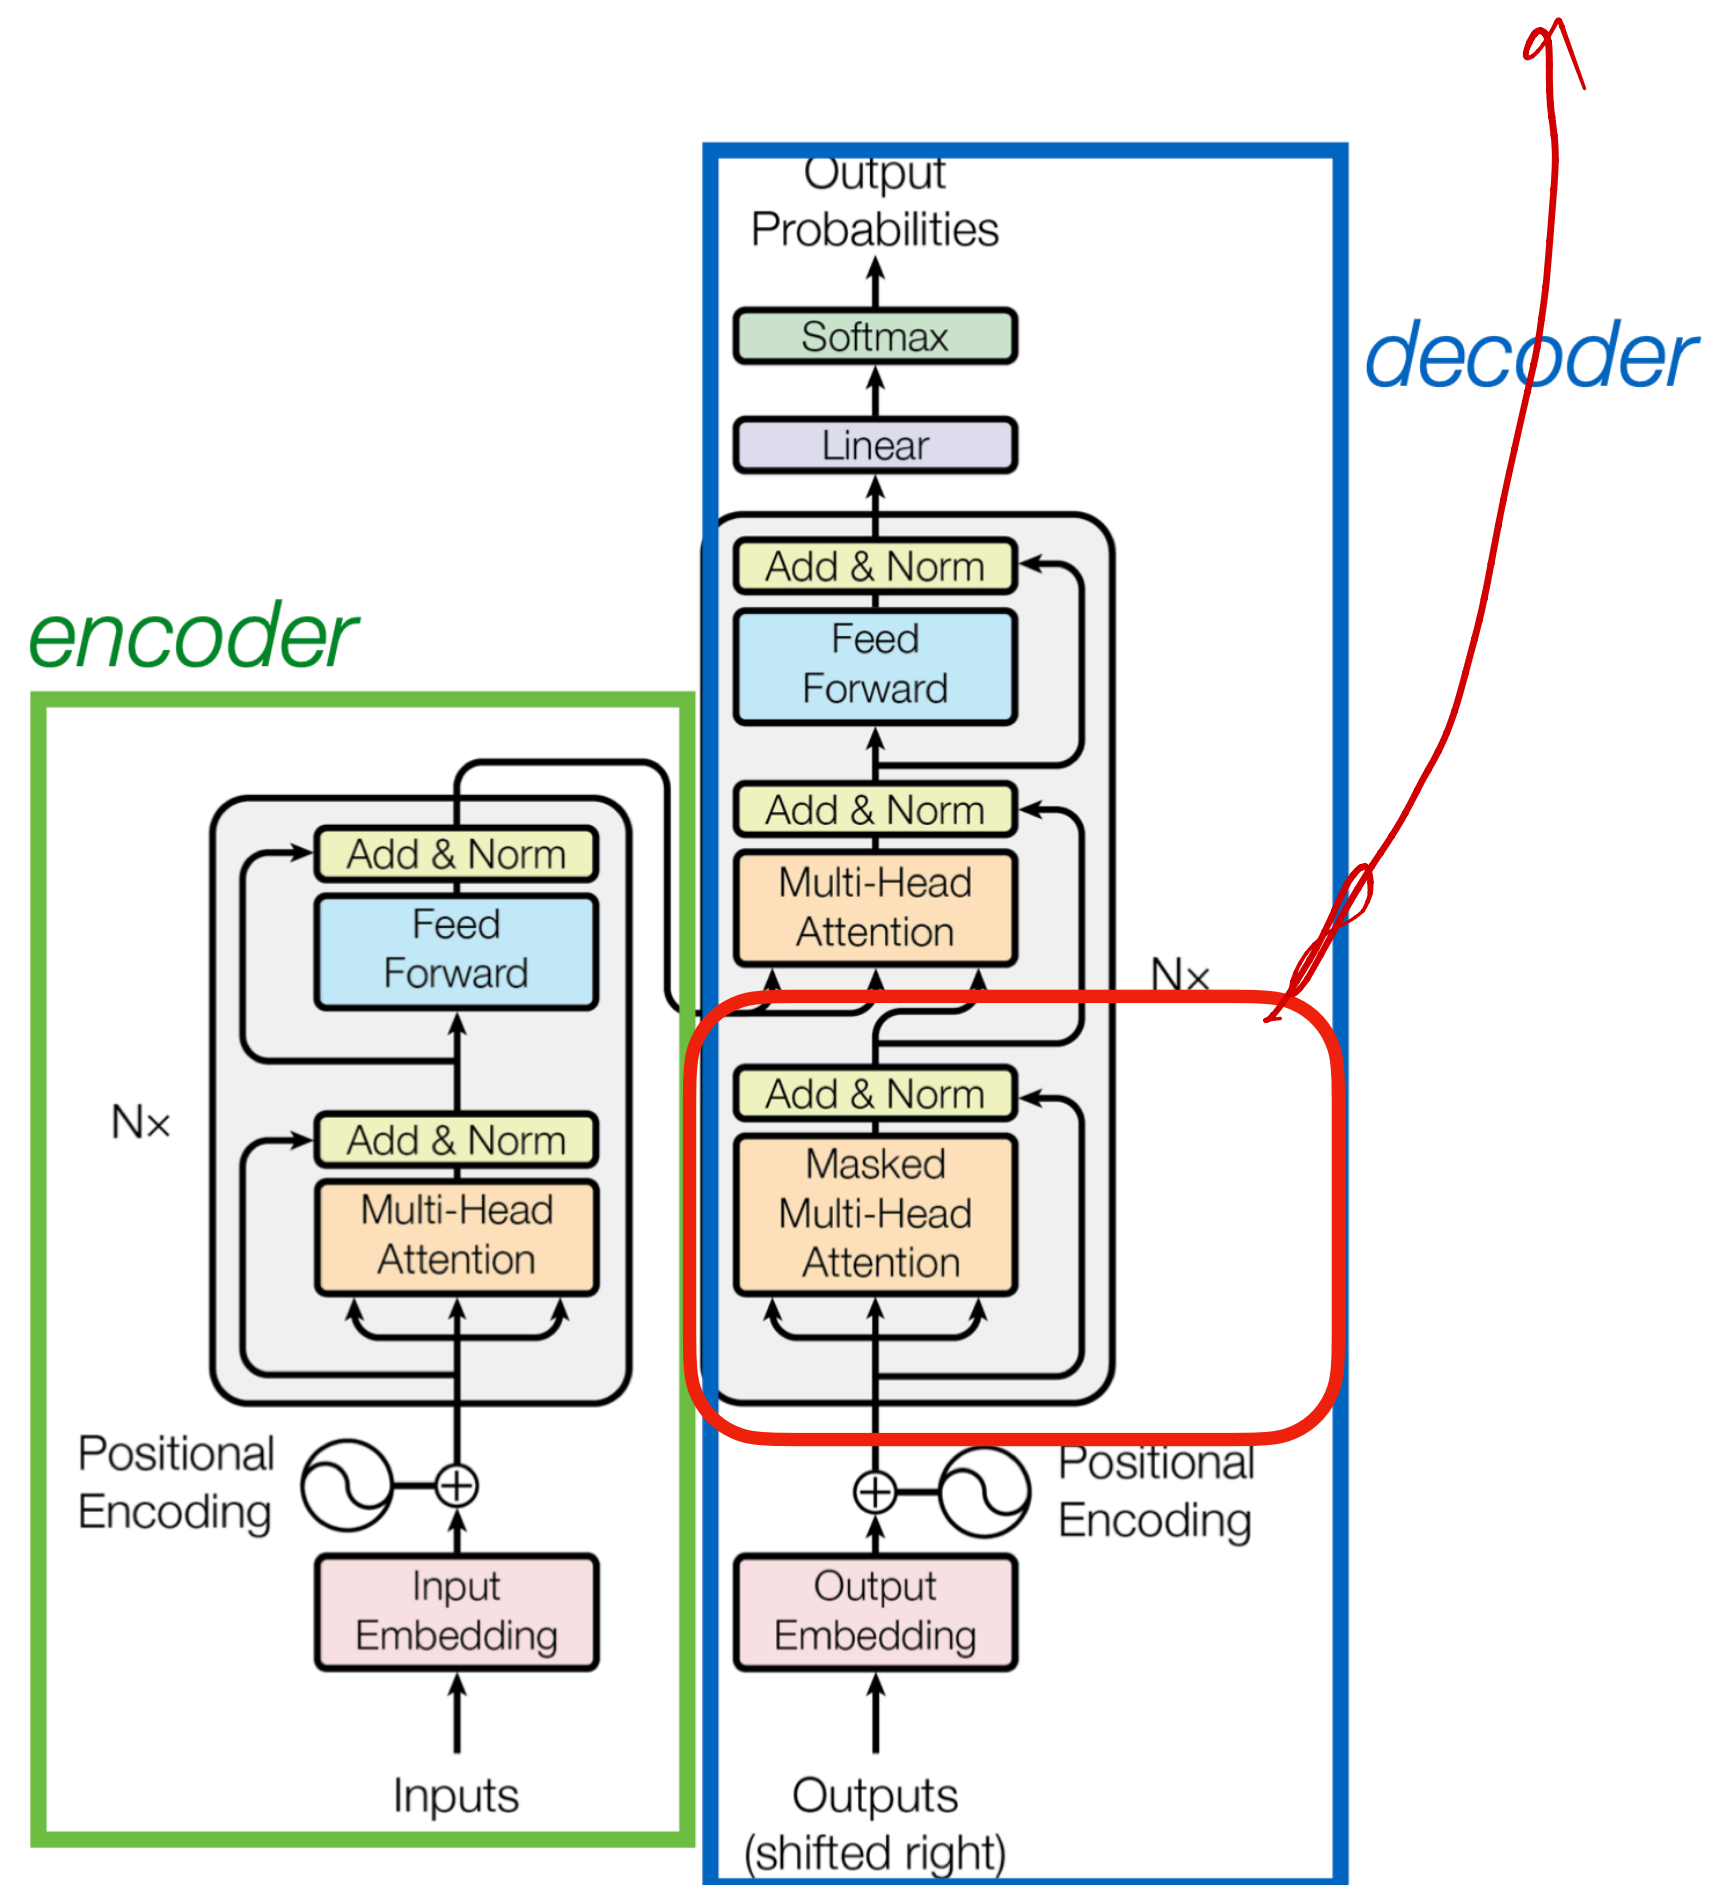 encoder
Add & Norm
Feed
Forward
Nx
Add & Norm
Multi-Head
Attention
Positional
Encoding
Input
Embedding
Inputs
decoder
Output
Probabilities
Softmax
Linear
Add & Norm
Feed
Forward
Add & Norm
Multi-Head
Attention
Nx
Add & Norm
Masked
Multi-Head
Attention
Positional
Encoding
Output
Embedding
Outputs
(shifted right)